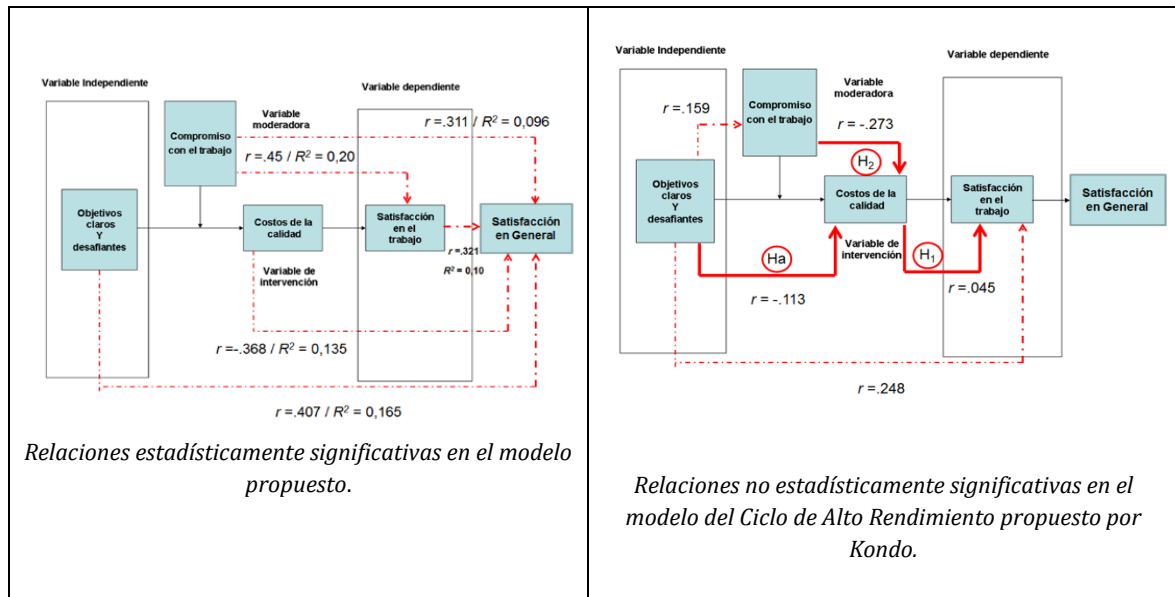 Variable Independiente
Variable dependiente
Variable
moderadora
r =.311 / R² = 0,096
Compromiso
con el trabajo
r =.45 / R² = 0,20
Objetivos
claros
Y
desafiantes
Costos de la
calidad
Satisfacción
en el
trabajo
Satisfacción
en General
r =.321
R² = 0,10
Variable de
intervención
r =-.368 / R² = 0,135
r =.407 / R² = 0,165
Relaciones estadísticamente significativas en el modelo
propuesto.
Variable Independiente
Variable dependiente
Variable
moderadora
r =.159
Compromiso
con el trabajo
r = -.273
H₂
Objetivos
claros
Y
desafiantes
Costos de la
calidad
Satisfacción
en el
trabajo
Satisfacción
en General
Variable de
intervención
Ha
H₁
r = -.113
r =.045
r =.248
Relaciones no estadísticamente significativas en el
modelo del Ciclo de Alto Rendimiento propuesto por
Kondo.